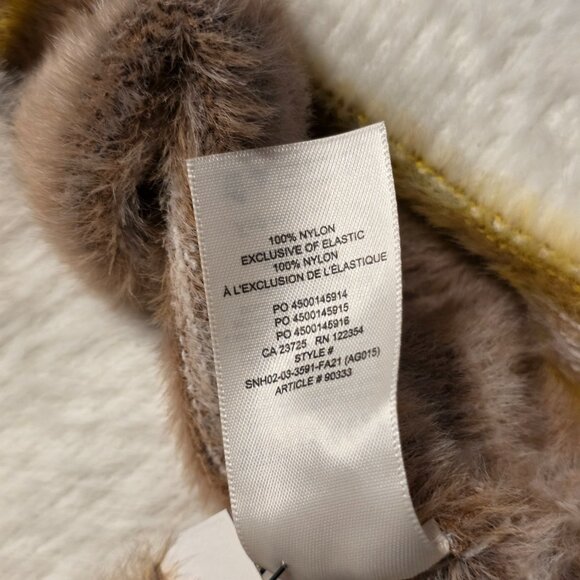 100% NYLON
EXCLUSIVE OF ELASTIC
100% NYLON
À L'EXCLUSION DE L'ÉLASTIQUE
PO 4500145914
PO 4500145915
PO 4500145916
CA 23725 RN 122354
STYLE #
SNH02-03-3591-FA21 (AG015)
ARTICLE # 90333